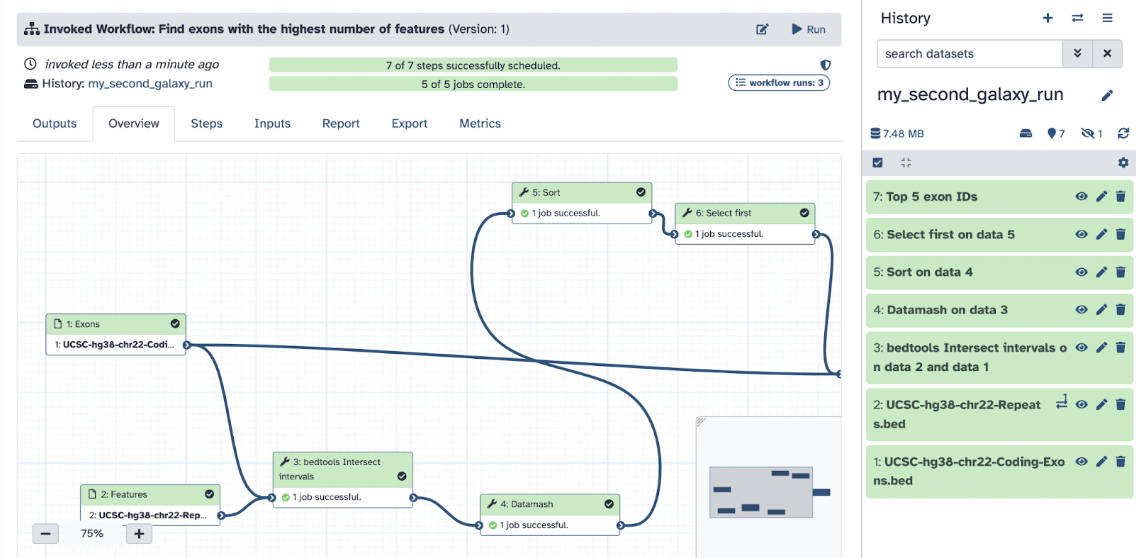 Invoked Workflow: Find exons with the highest number of features (Version: 1)
Run
invoked less than a minute ago
7 of 7 steps successfully scheduled.
History: my_second_galaxy_run
5 of 5 jobs complete.
workflow runs: 3
Outputs
Overview
Steps
Inputs
Report
Export
Metrics
5: Sort
1 job successful.
6: Select first
1 job successful.
1: Exons
1: UCSC-hg38-chr22-Codi...
3: bedtools Intersect
intervals
1 job successful.
2: Features
2: UCSC-hg38-chr22-Rep...
4: Datamash
1 job successful.
75%
History
search datasets
my_second_galaxy_run
7.48 MB
7
1
7: Top 5 exon IDs
6: Select first on data 5
5: Sort on data 4
4: Datamash on data 3
3: bedtools Intersect intervals o
n data 2 and data 1
2: UCSC-hg38-chr22-Repeat
s.bed
1
1: UCSC-hg38-chr22-Coding-Exo
ns.bed